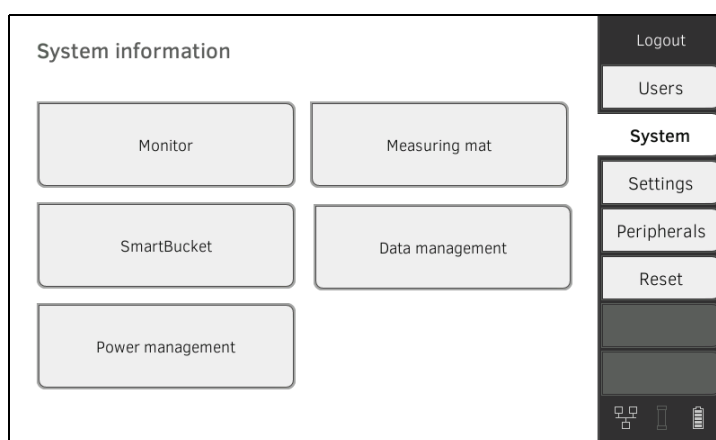 System information
Monitor
Measuring mat
SmartBucket
Data management
Power management
Logout
Users
System
Settings
Peripherals
Reset